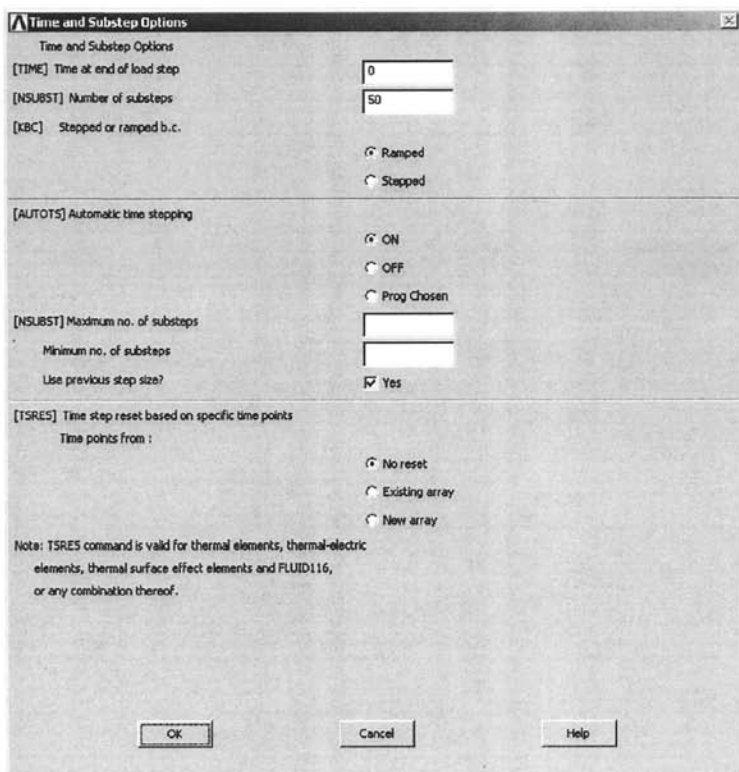 Time and Substep Options
Time and Substep Options
[TIME] Time at end of load step 0
[NSUBST] Number of substeps 50
[KBC] Stepped or ramped b.c.
Ramped
Stepped
[AUTOTS] Automatic time stepping
ON
OFF
Prog Chosen
[NSUBST] Maximum no. of substeps
Minimum no. of substeps
Use previous step size? Yes
[TSRES] Time step reset based on specific time points
Time points from :
No reset
Existing array
New array
Note: TSRES command is valid for thermal elements, thermal-electric
elements, thermal surface effect elements and FLUID116,
or any combination thereof.
OK Cancel Help